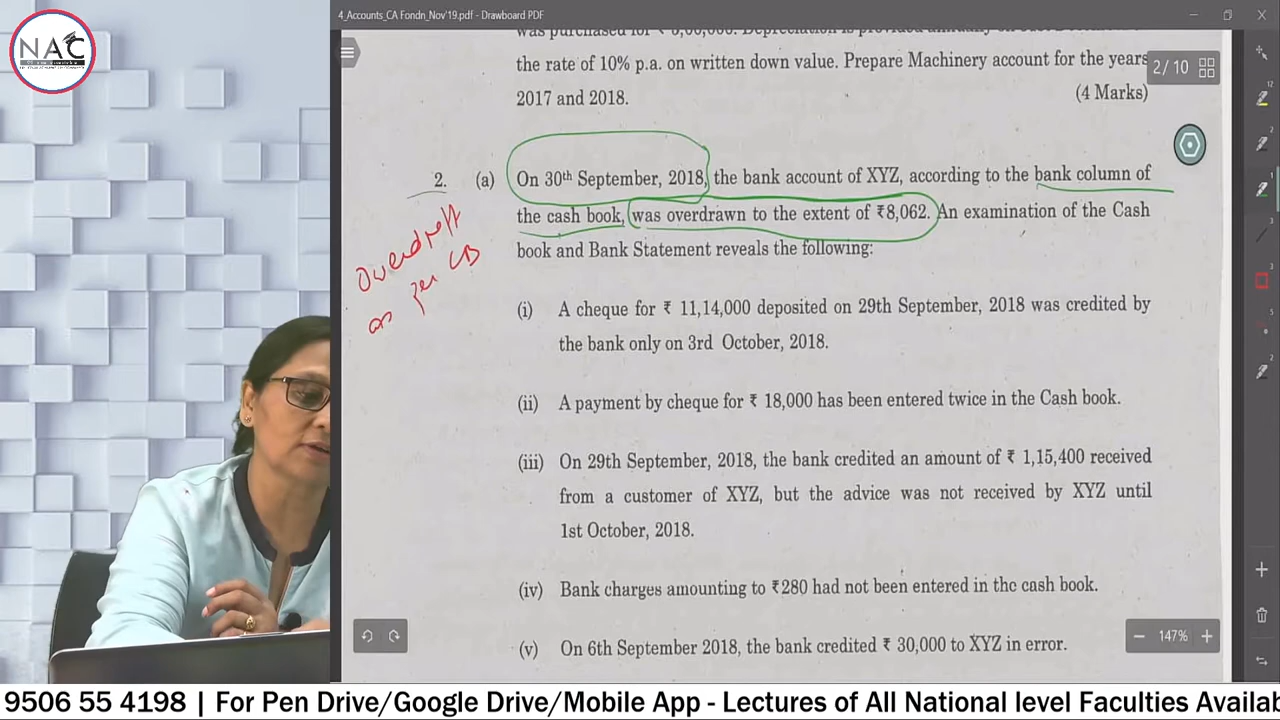 NAC
4_Accounts_CA Fondn_Nov'19.pdf - Drawboard PDF
the rate of 10% p.a. on written down value. Prepare Machinery account for the years
2017 and 2018. (4 Marks)
2/10
2. (a) On 30th September, 2018, the bank account of XYZ, according to the bank column of
the cash book, was overdrawn to the extent of ₹8,062. An examination of the Cash
book and Bank Statement reveals the following:
Overdraft
as per CB
(i) A cheque for ₹ 11,14,000 deposited on 29th September, 2018 was credited by
the bank only on 3rd October, 2018.
(ii) A payment by cheque for ₹ 18,000 has been entered twice in the Cash book.
(iii) On 29th September, 2018, the bank credited an amount of ₹ 1,15,400 received
from a customer of XYZ, but the advice was not received by XYZ until
1st October, 2018.
(iv) Bank charges amounting to ₹280 had not been entered in the cash book.
(v) On 6th September 2018, the bank credited ₹ 30,000 to XYZ in error.
147%
9506 55 4198 | For Pen Drive/Google Drive/Mobile App - Lectures of All National level Faculties Availab